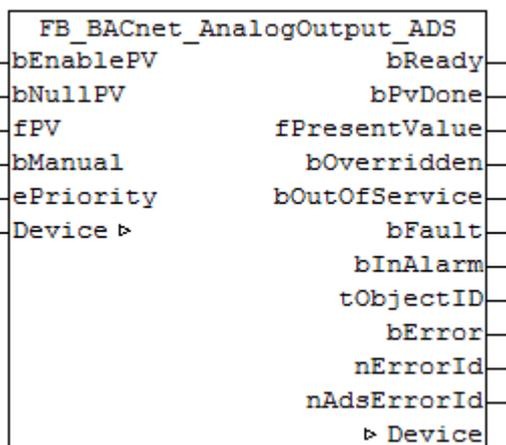 FB_BACnet_AnalogOutput_ADS
bEnablePV bReady
bNullPV bPvDone
fPV fPresentValue
bManual bOverridden
ePriority bOutOfService
Device ▷ bFault
bInAlarm
tObjectID
bError
nErrorId
nAdsErrorId
▷ Device